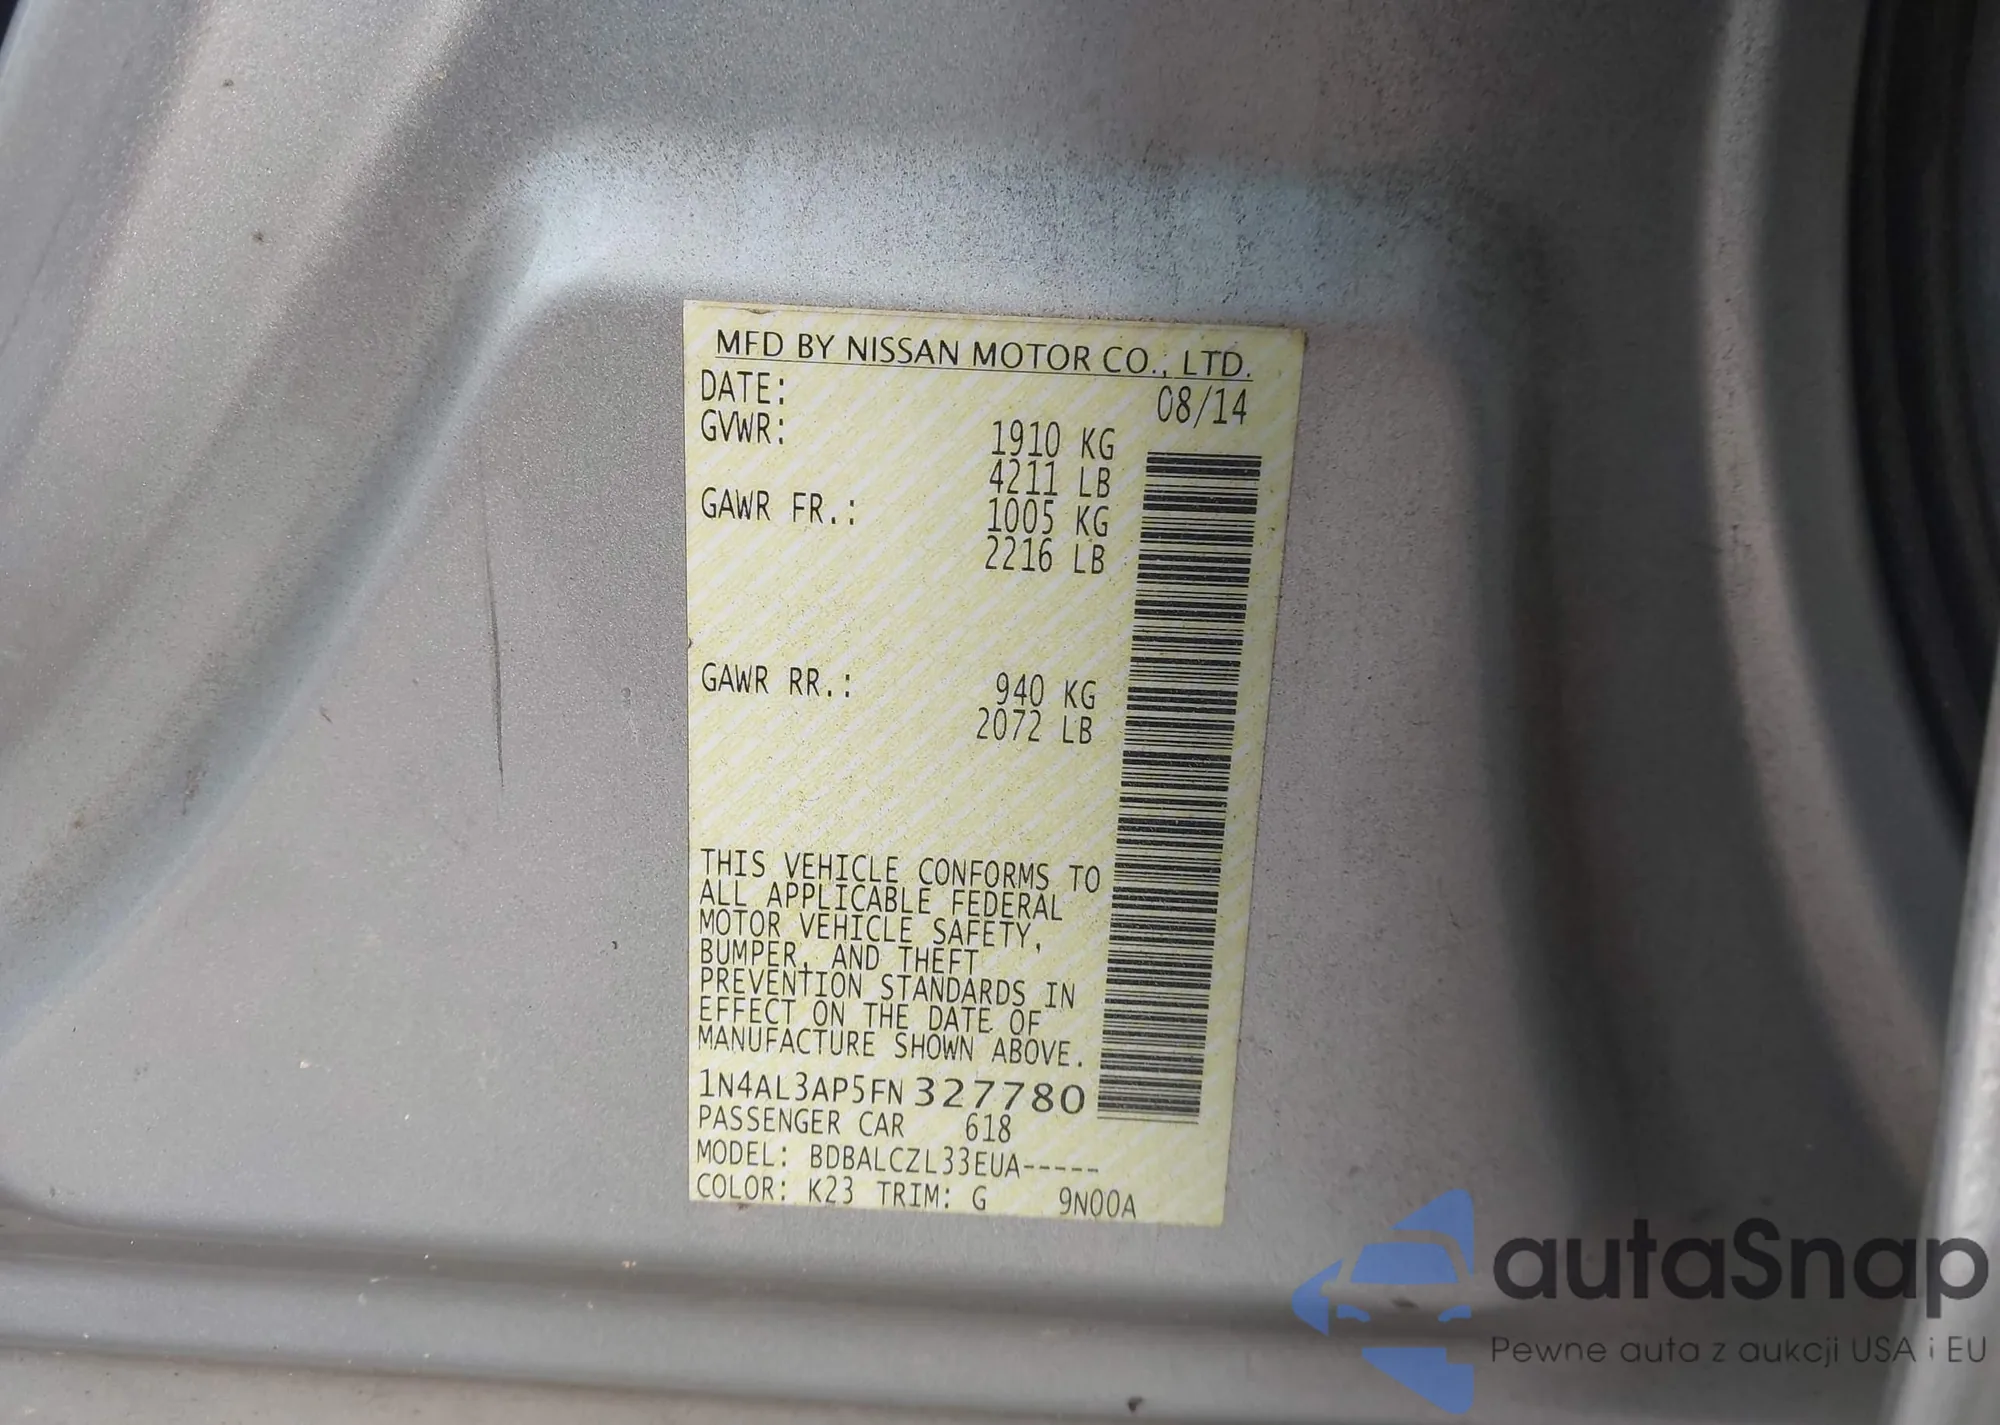 MFD BY NISSAN MOTOR CO., LTD.
DATE: 08/14
GVWR: 1910 KG
4211 LB
GAWR FR.: 1005 KG
2216 LB
GAWR RR.: 940 KG
2072 LB
THIS VEHICLE CONFORMS TO
ALL APPLICABLE FEDERAL
MOTOR VEHICLE SAFETY,
BUMPER, AND THEFT
PREVENTION STANDARDS IN
EFFECT ON THE DATE OF
MANUFACTURE SHOWN ABOVE.
1N4AL3AP5FN327780
PASSENGER CAR 618
MODEL: BDBALCZL33EUA-----
COLOR: K23 TRIM: G 9N00A
autaSnap
Pewne auta z aukcji USA i EU